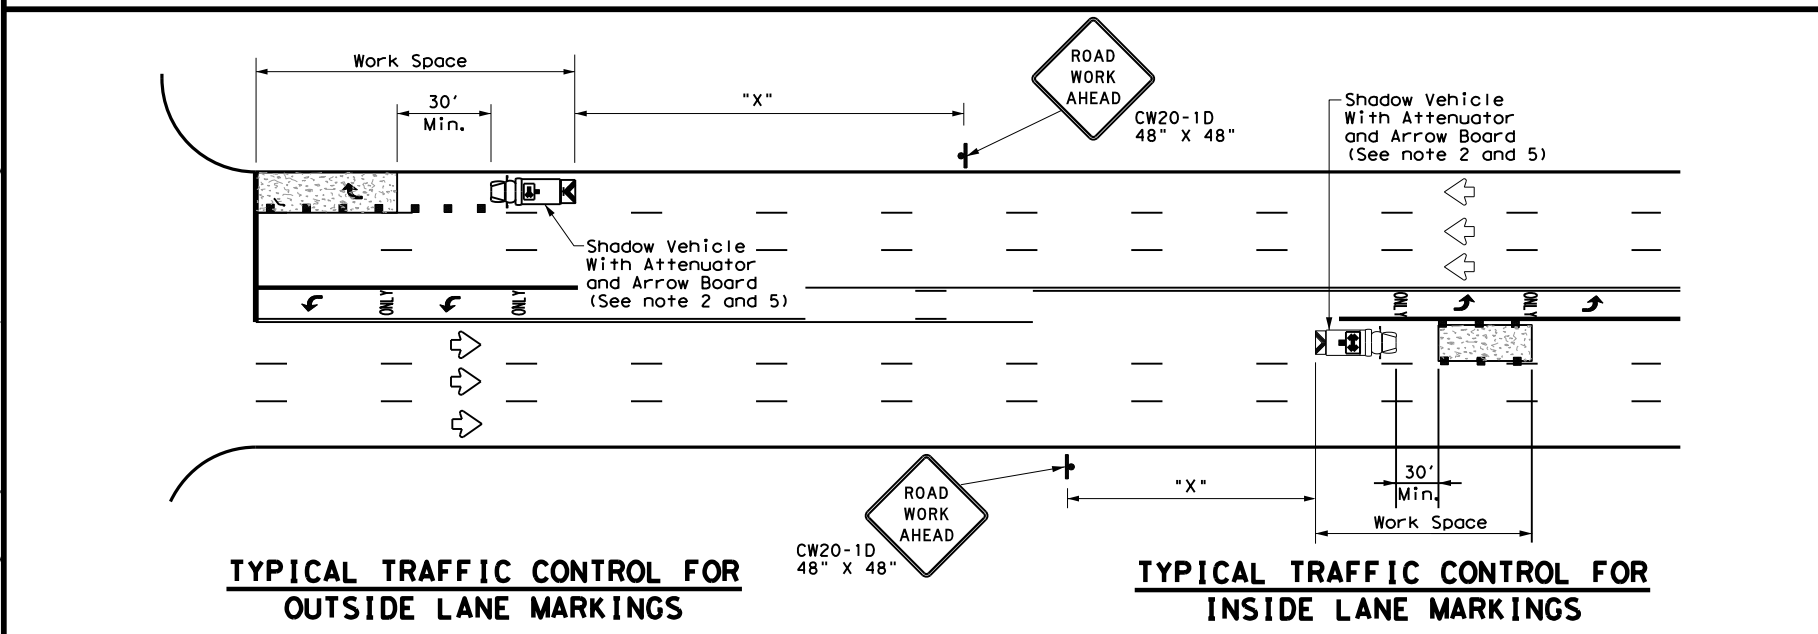 Work Space
30'
Min.
"X"
ROAD
WORK
AHEAD
CW20-1D
48" X 48"
Shadow Vehicle
With Attenuator
and Arrow Board
(See note 2 and 5)
Shadow Vehicle
With Attenuator
and Arrow Board
(See note 2 and 5)
ONLY
ONLY
ONLY
ONLY
ROAD
WORK
AHEAD
CW20-1D
48" X 48"
"X"
30'
Min.
Work Space
TYPICAL TRAFFIC CONTROL FOR
OUTSIDE LANE MARKINGS
TYPICAL TRAFFIC CONTROL FOR
INSIDE LANE MARKINGS